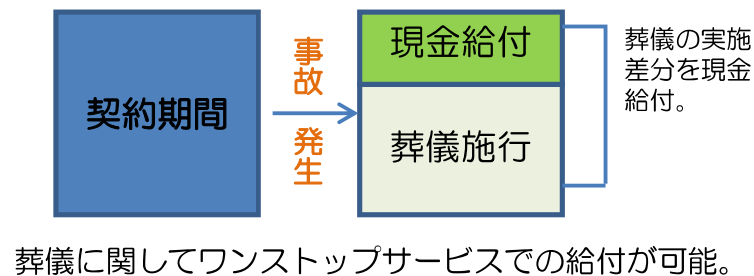 契約期間
事故
発生
現金給付
葬儀施行
葬儀の実施
差分を現金
給付。
葬儀に関してワンストップサービスでの給付が可能。